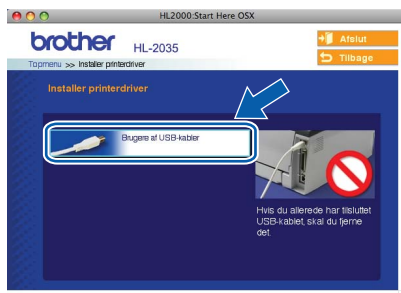 HL2000:Start Here OSX
brother HL-2035
Afslut
Tilbage
Topmenu >> Installer printerdriver
Installer printerdriver
Brugere af USB-kabler
Hvis du allerede har tilsluttet
USB-kablet, skal du fjerne
det.